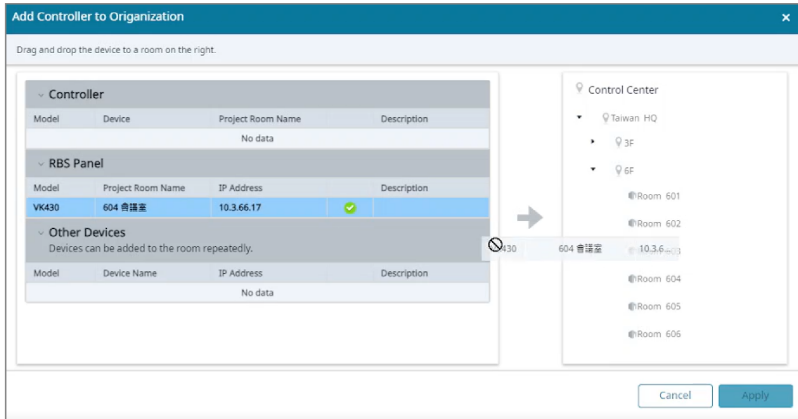 Add Controller to Origanization
Drag and drop the device to a room on the right.
Controller
Model Device Project Room Name Description
No data
RBS Panel
Model Project Room Name IP Address Description
VK430 604 會議室 10.3.66.17
Other Devices
Devices can be added to the room repeatedly.
Model Device Name IP Address Description
No data
Control Center
Taiwan HQ
3F
6F
Room 601
Room 602
430 604 會議室 10.3.6...
Room 604
Room 605
Room 606
Cancel Apply